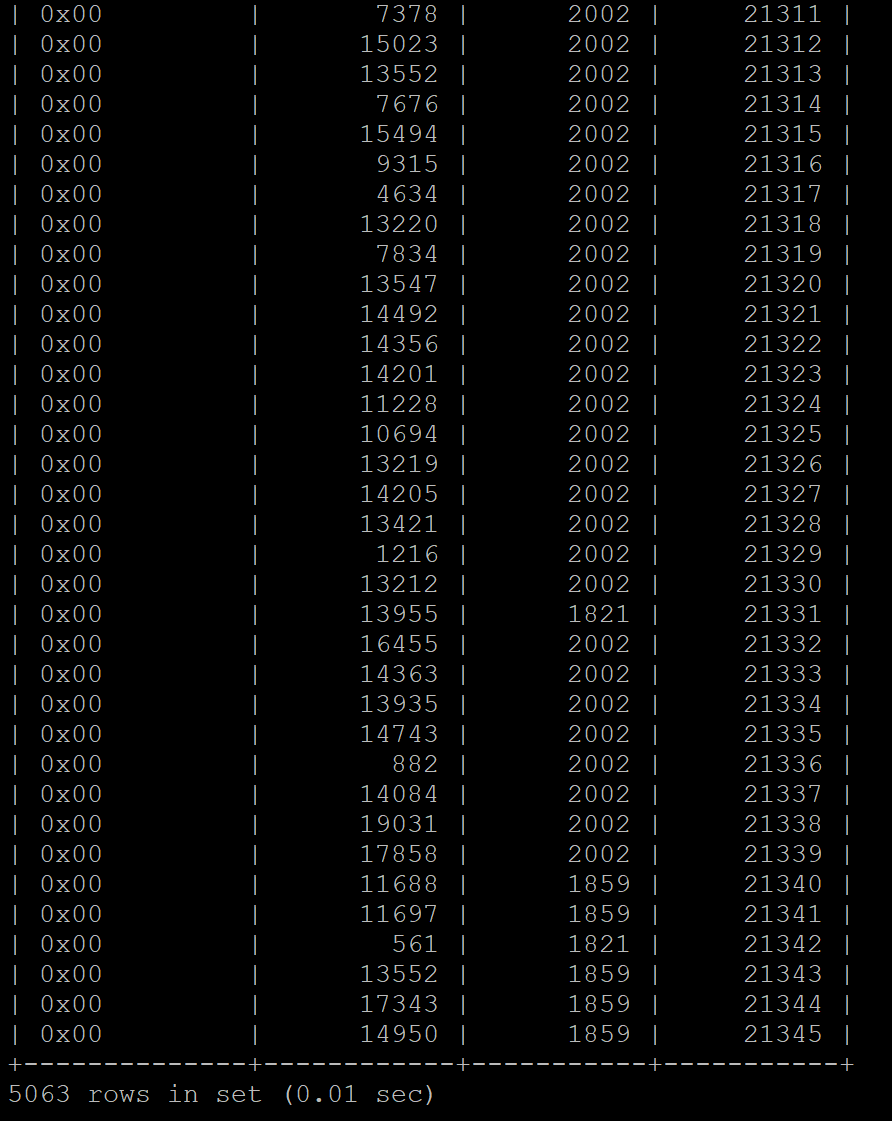 | 0x00 | 7378 | 2002 | 21311 |
| 0x00 | 15023 | 2002 | 21312 |
| 0x00 | 13552 | 2002 | 21313 |
| 0x00 | 7676 | 2002 | 21314 |
| 0x00 | 15494 | 2002 | 21315 |
| 0x00 | 9315 | 2002 | 21316 |
| 0x00 | 4634 | 2002 | 21317 |
| 0x00 | 13220 | 2002 | 21318 |
| 0x00 | 7834 | 2002 | 21319 |
| 0x00 | 13547 | 2002 | 21320 |
| 0x00 | 14492 | 2002 | 21321 |
| 0x00 | 14356 | 2002 | 21322 |
| 0x00 | 14201 | 2002 | 21323 |
| 0x00 | 11228 | 2002 | 21324 |
| 0x00 | 10694 | 2002 | 21325 |
| 0x00 | 13219 | 2002 | 21326 |
| 0x00 | 14205 | 2002 | 21327 |
| 0x00 | 13421 | 2002 | 21328 |
| 0x00 | 1216 | 2002 | 21329 |
| 0x00 | 13212 | 2002 | 21330 |
| 0x00 | 13955 | 1821 | 21331 |
| 0x00 | 16455 | 2002 | 21332 |
| 0x00 | 14363 | 2002 | 21333 |
| 0x00 | 13935 | 2002 | 21334 |
| 0x00 | 14743 | 2002 | 21335 |
| 0x00 | 882 | 2002 | 21336 |
| 0x00 | 14084 | 2002 | 21337 |
| 0x00 | 19031 | 2002 | 21338 |
| 0x00 | 17858 | 2002 | 21339 |
| 0x00 | 11688 | 1859 | 21340 |
| 0x00 | 11697 | 1859 | 21341 |
| 0x00 | 561 | 1821 | 21342 |
| 0x00 | 13552 | 1859 | 21343 |
| 0x00 | 17343 | 1859 | 21344 |
| 0x00 | 14950 | 1859 | 21345 |
+--------------+------------+-----------+-----------+
5063 rows in set (0.01 sec)